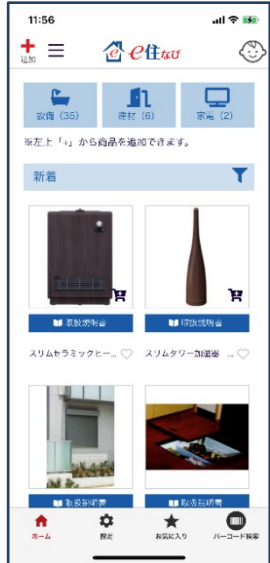 11:56
追加
e住なび
設備 (35)
建材 (6)
家電 (2)
※左上「+」から商品を追加できます。
新着
取扱説明書
取扱説明書
スリムセラミックヒー...
スリムタワー加湿器 ...
取扱説明書
取扱説明書
ホーム
設定
お気に入り
バーコード検索